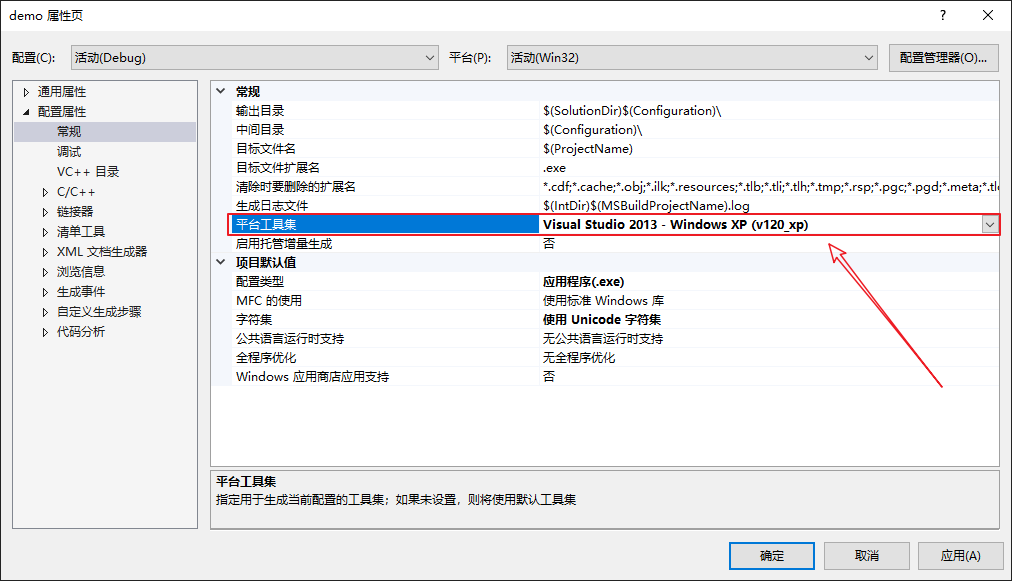 demo 属性页
?
配置(C): 活动(Debug) 平台(P): 活动(Win32) 配置管理器(O)...
通用属性
配置属性
常规
调试
VC++ 目录
C/C++
链接器
清单工具
XML 文档生成器
浏览信息
生成事件
自定义生成步骤
代码分析
常规
输出目录 $(SolutionDir)$(Configuration)\
中间目录 $(Configuration)\
目标文件名 $(ProjectName)
目标文件扩展名 .exe
清除时要删除的扩展名 *.cdf;*.cache;*.obj;*.ilk;*.resources;*.tlb;*.tli;*.tlh;*.tmp;*.rsp;*.pgc;*.pgd;*.meta;*.tl
生成日志文件 $(IntDir)$(MSBuildProjectName).log
平台工具集 Visual Studio 2013 - Windows XP (v120_xp)
启用托管增量生成 否
项目默认值
配置类型 应用程序(.exe)
MFC 的使用 使用标准 Windows 库
字符集 使用 Unicode 字符集
公共语言运行时支持 无公共语言运行时支持
全程序优化 无全程序优化
Windows 应用商店应用支持 否
平台工具集
指定用于生成当前配置的工具集；如果未设置，则将使用默认工具集
确定 取消 应用(A)